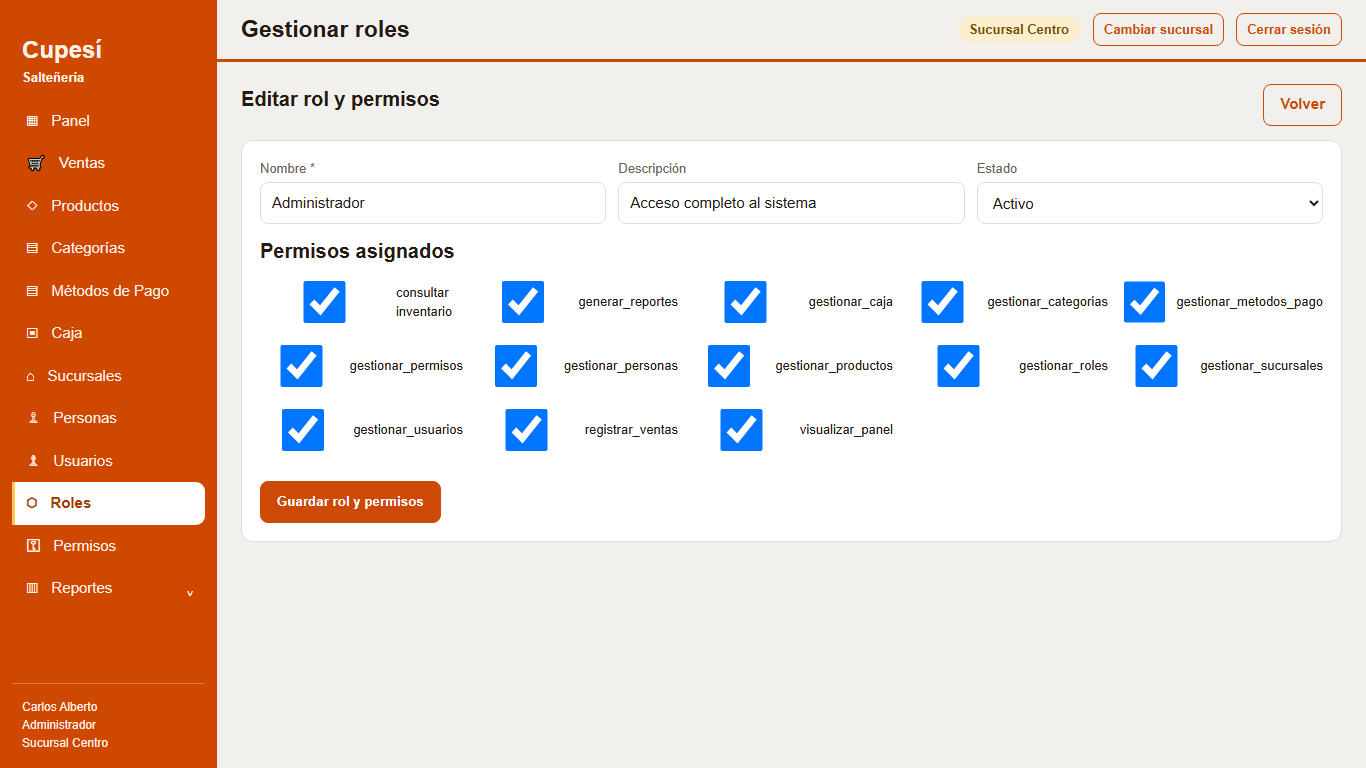 Cupesí
Salteñería
Panel
Ventas
Productos
Categorías
Métodos de Pago
Caja
Sucursales
Personas
Usuarios
Roles
Permisos
Reportes
Carlos Alberto
Administrador
Sucursal Centro
Gestionar roles
Sucursal Centro
Cambiar sucursal
Cerrar sesión
Editar rol y permisos
Volver
Nombre *
Administrador
Descripción
Acceso completo al sistema
Estado
Activo
Permisos asignados
consultar
inventario
generar_reportes
gestionar_caja
gestionar_categorias
gestionar_metodos_pago
gestionar_permisos
gestionar_personas
gestionar_productos
gestionar_roles
gestionar_sucursales
gestionar_usuarios
registrar_ventas
visualizar_panel
Guardar rol y permisos